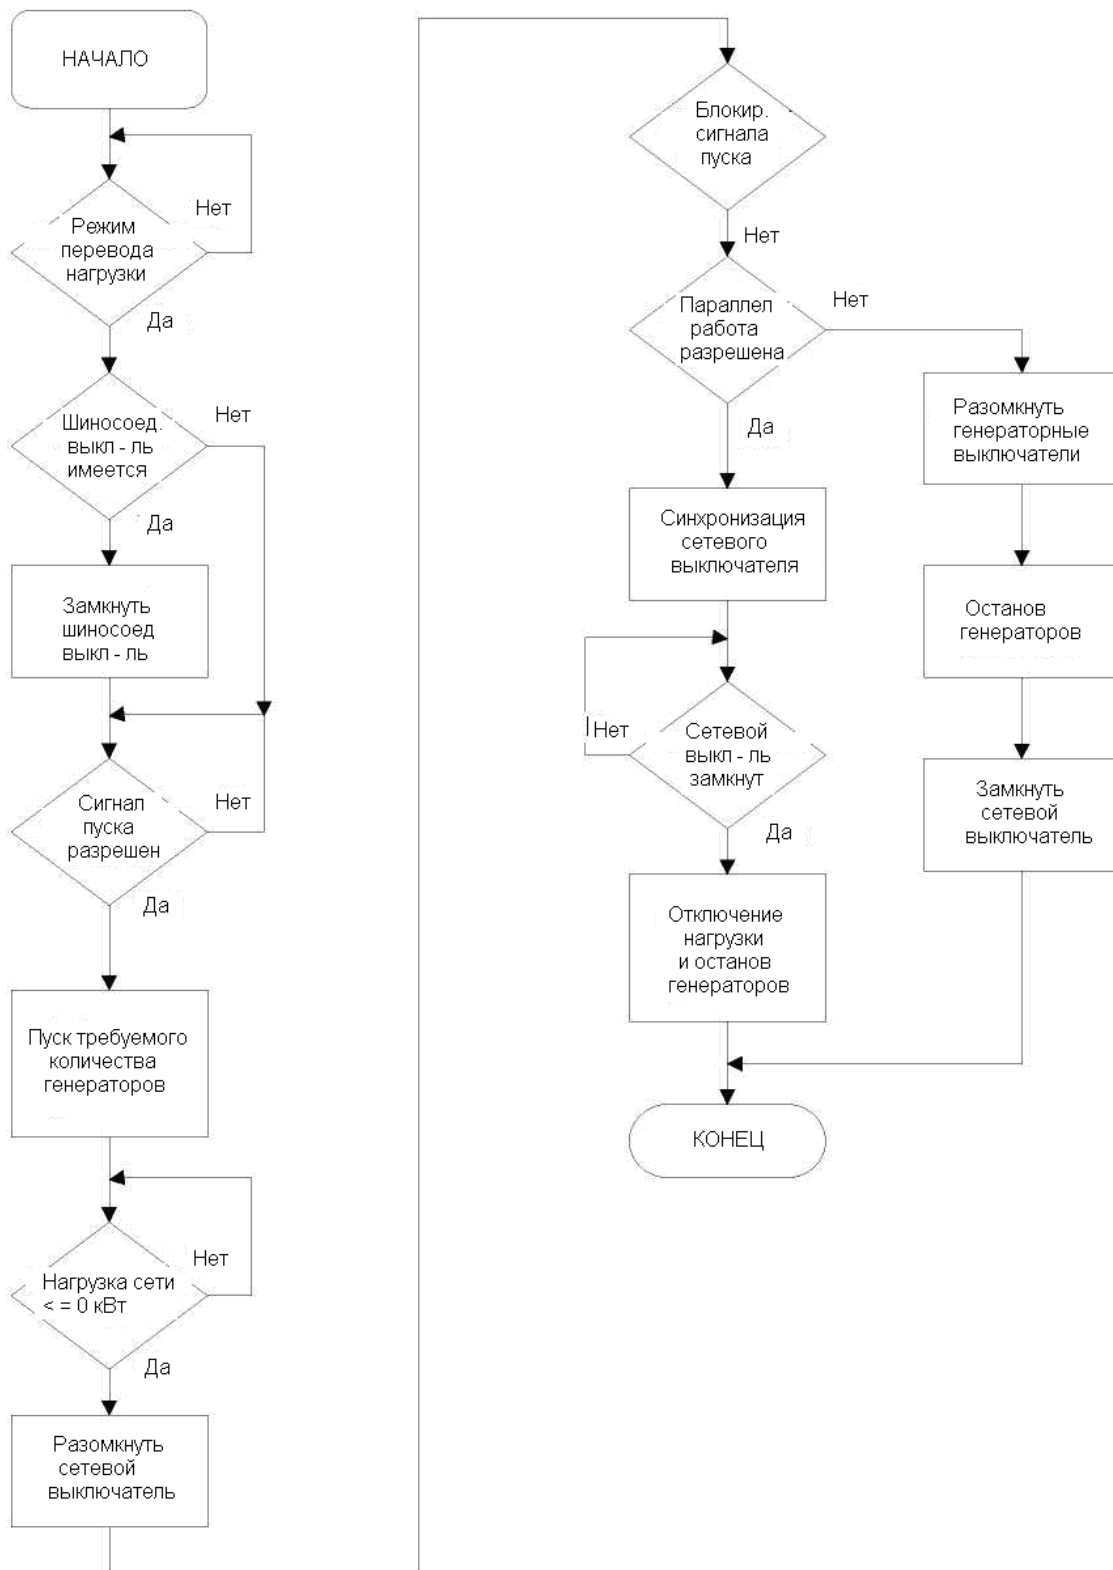 НАЧАЛО
Нет
Режим
перевода
нагрузки
Да
Нет
Шиносоед.
выкл - ль
имеется
Да
Замкнуть
шиносоед
выкл - ль
Нет
Сигнал
пуска
разрешен
Да
Пуск требуемого
количества
генераторов
Нет
Нагрузка сети
< = 0 кВт
Да
Разомкнуть
сетевой
выключатель
Блокир.
сигнала
пуска
Нет
Параллел
работа
разрешена
Нет
Да
Разомкнуть
генераторные
выключатели
Синхронизация
сетевого
выключателя
Останов
генераторов
Нет
Сетевой
выкл - ль
замкнут
Да
Замкнуть
сетевой
выключатель
Отключение
нагрузки
и останов
генераторов
КОНЕЦ